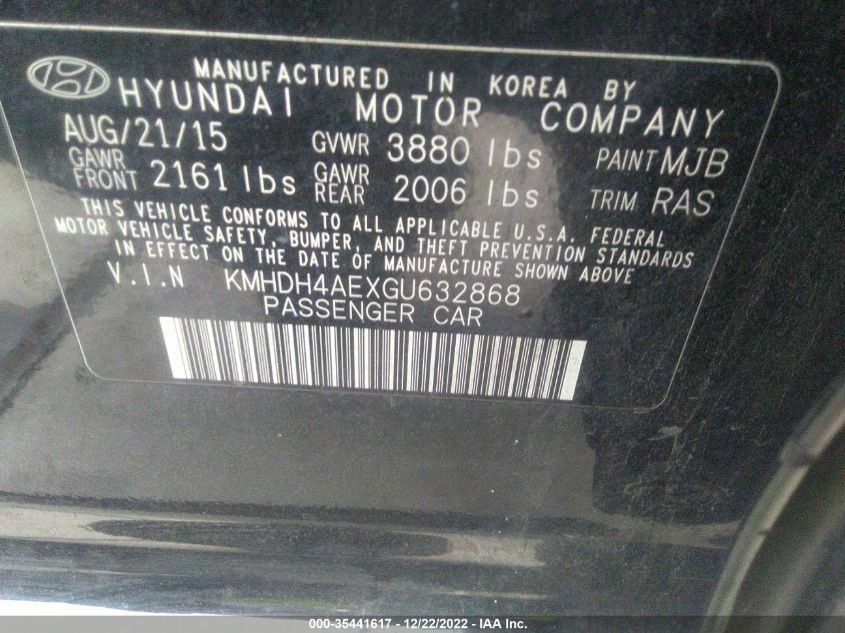 MANUFACTURED IN KOREA BY
HYUNDAI MOTOR COMPANY
AUG/21/15 GVWR 3880 lbs PAINT MJB
GAWR FRONT 2161 lbs GAWR REAR 2006 lbs TRIM RAS
THIS VEHICLE CONFORMS TO ALL APPLICABLE U.S.A. FEDERAL
MOTOR VEHICLE SAFETY, BUMPER, AND THEFT PREVENTION STANDARDS
IN EFFECT ON THE DATE OF MANUFACTURE SHOWN ABOVE
V.I.N KMHDH4AEXGU632868
PASSENGER CAR
000-35441617 - 12/22/2022 - IAA Inc.